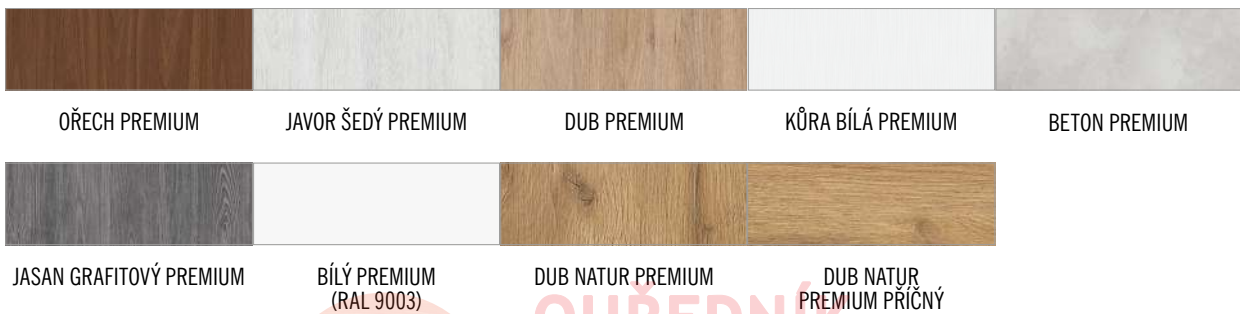 OŘECH PREMIUM
JAVOR ŠEDÝ PREMIUM
DUB PREMIUM
KŮRA BÍLÁ PREMIUM
BETON PREMIUM
JASAN GRAFITOVÝ PREMIUM
BÍLÝ PREMIUM
(RAL 9003)
DUB NATUR PREMIUM
DUB NATUR
PREMIUM PŘÍČNÝ
OUŘEDNÍK